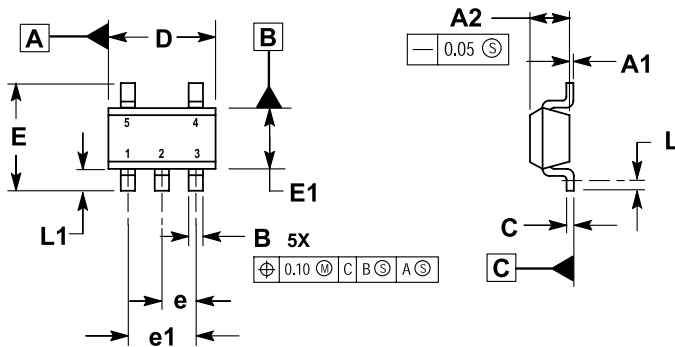 A
D
B
A2
— 0.05 Ⓢ
A1
E
5 4
1 2 3
E1
L
L1
B 5X
C
⌖ 0.10 Ⓜ C B Ⓢ A Ⓢ
C
e
e1